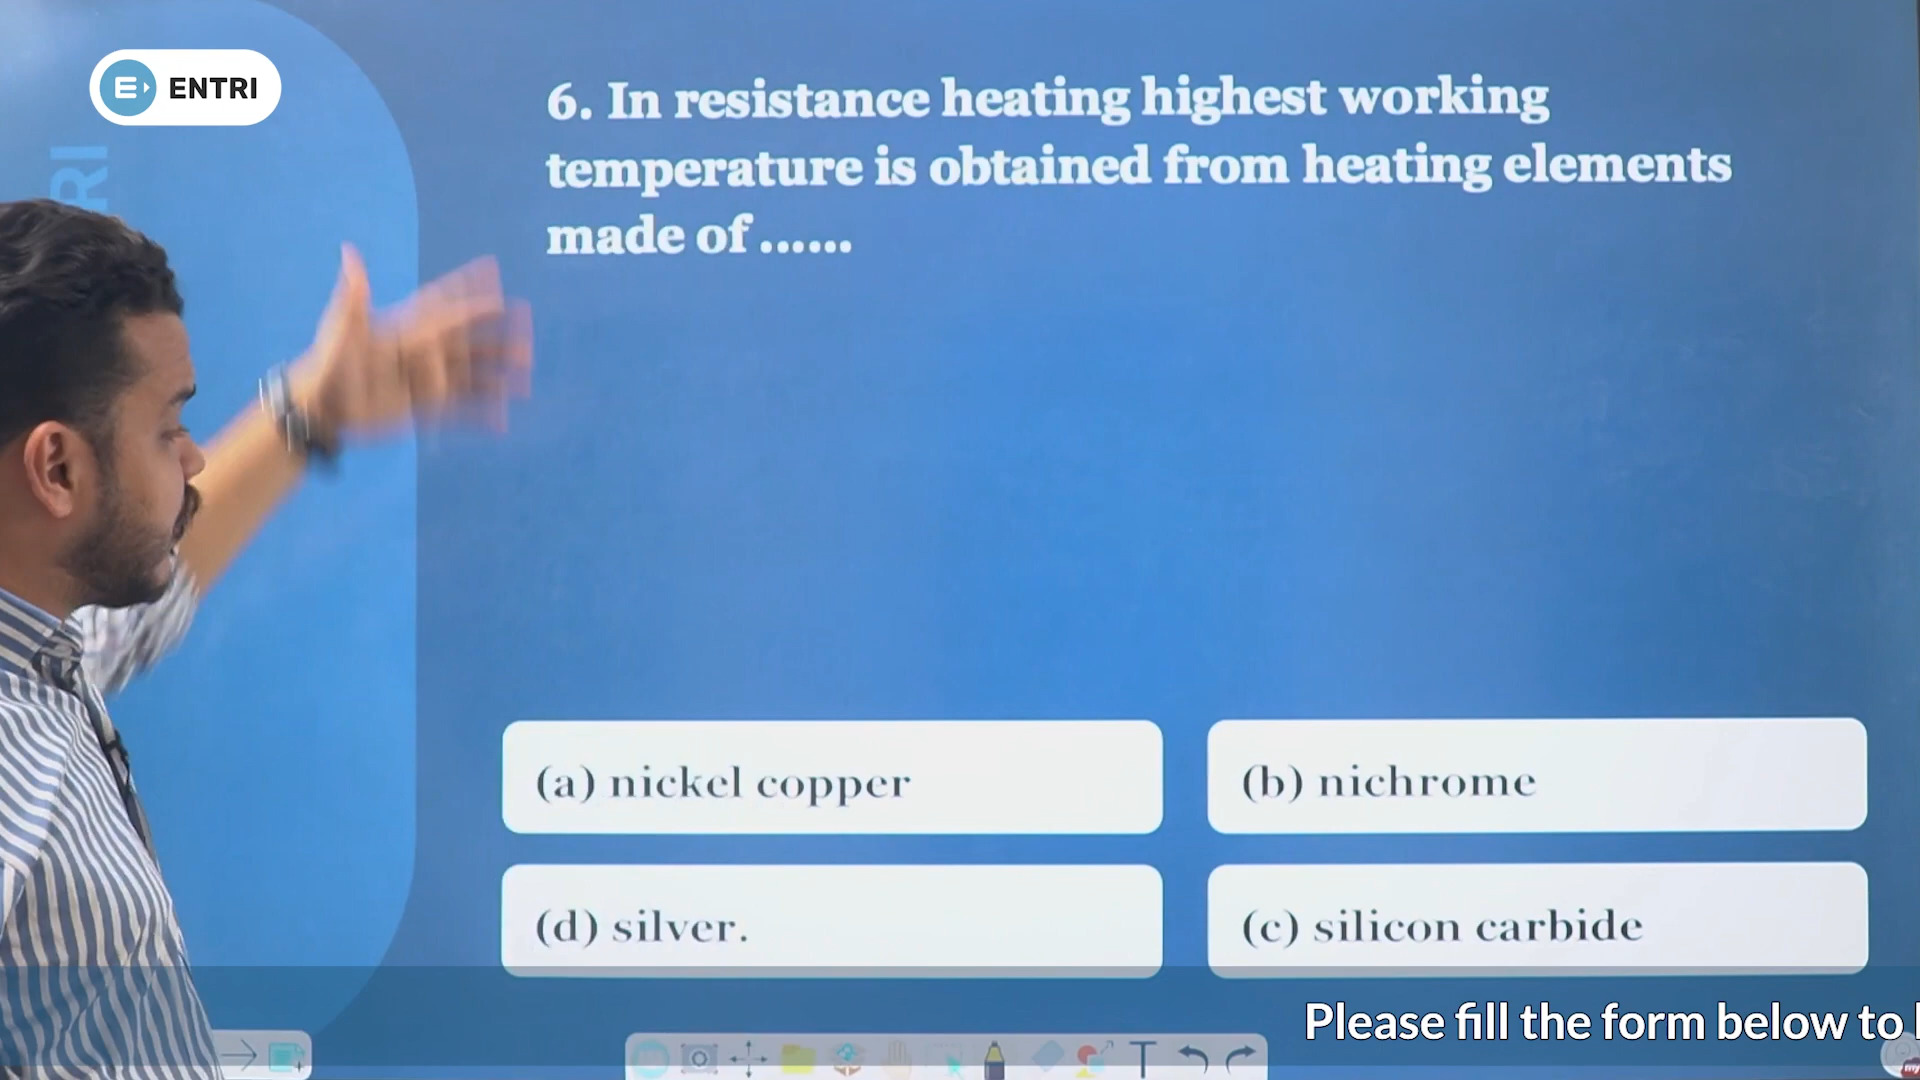 ENTRI
RI
6. In resistance heating highest working
temperature is obtained from heating elements
made of ......
(a) nickel copper
(b) nichrome
(d) silver.
(c) silicon carbide
Please fill the form below to